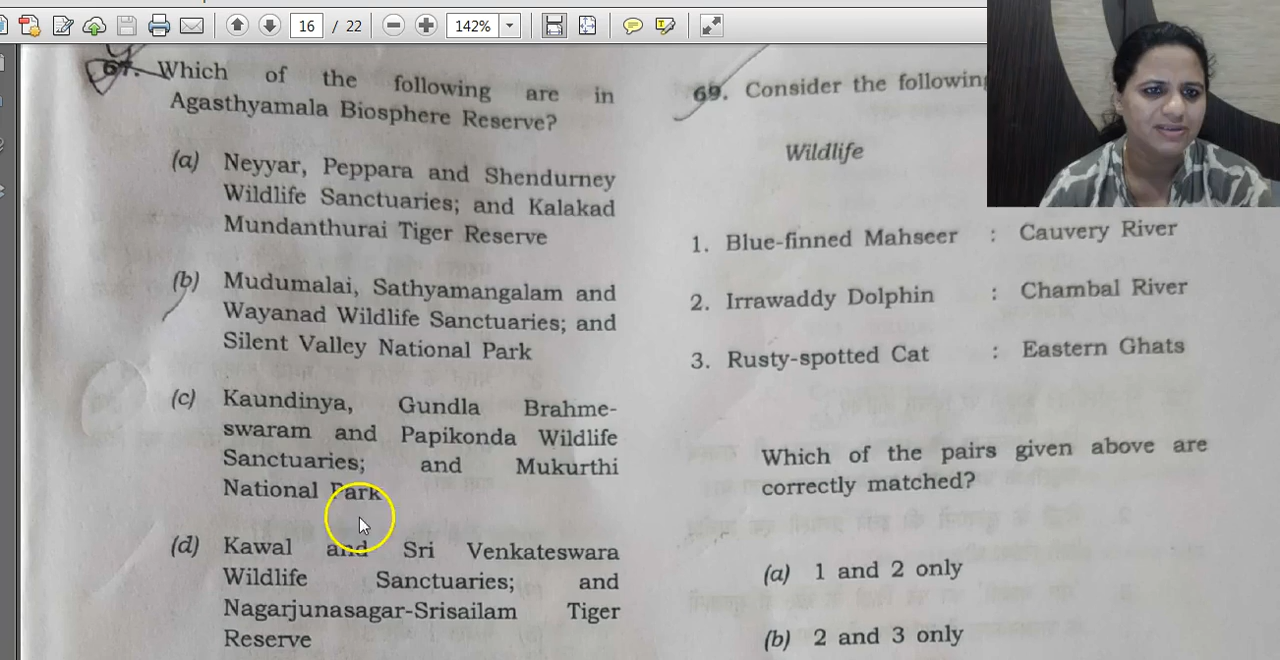 16 / 22
142%
67. Which of the following are in
Agasthyamala Biosphere Reserve?
(a) Neyyar, Peppara and Shendurney
Wildlife Sanctuaries; and Kalakad
Mundanthurai Tiger Reserve
(b) Mudumalai, Sathyamangalam and
Wayanad Wildlife Sanctuaries; and
Silent Valley National Park
(c) Kaundinya, Gundla Brahme-
swaram and Papikonda Wildlife
Sanctuaries; and Mukurthi
National Park
(d) Kawal and Sri Venkateswara
Wildlife Sanctuaries; and
Nagarjunasagar-Srisailam Tiger
Reserve
69. Consider the following
Wildlife
1. Blue-finned Mahseer : Cauvery River
2. Irrawaddy Dolphin : Chambal River
3. Rusty-spotted Cat : Eastern Ghats
Which of the pairs given above are
correctly matched?
(a) 1 and 2 only
(b) 2 and 3 only